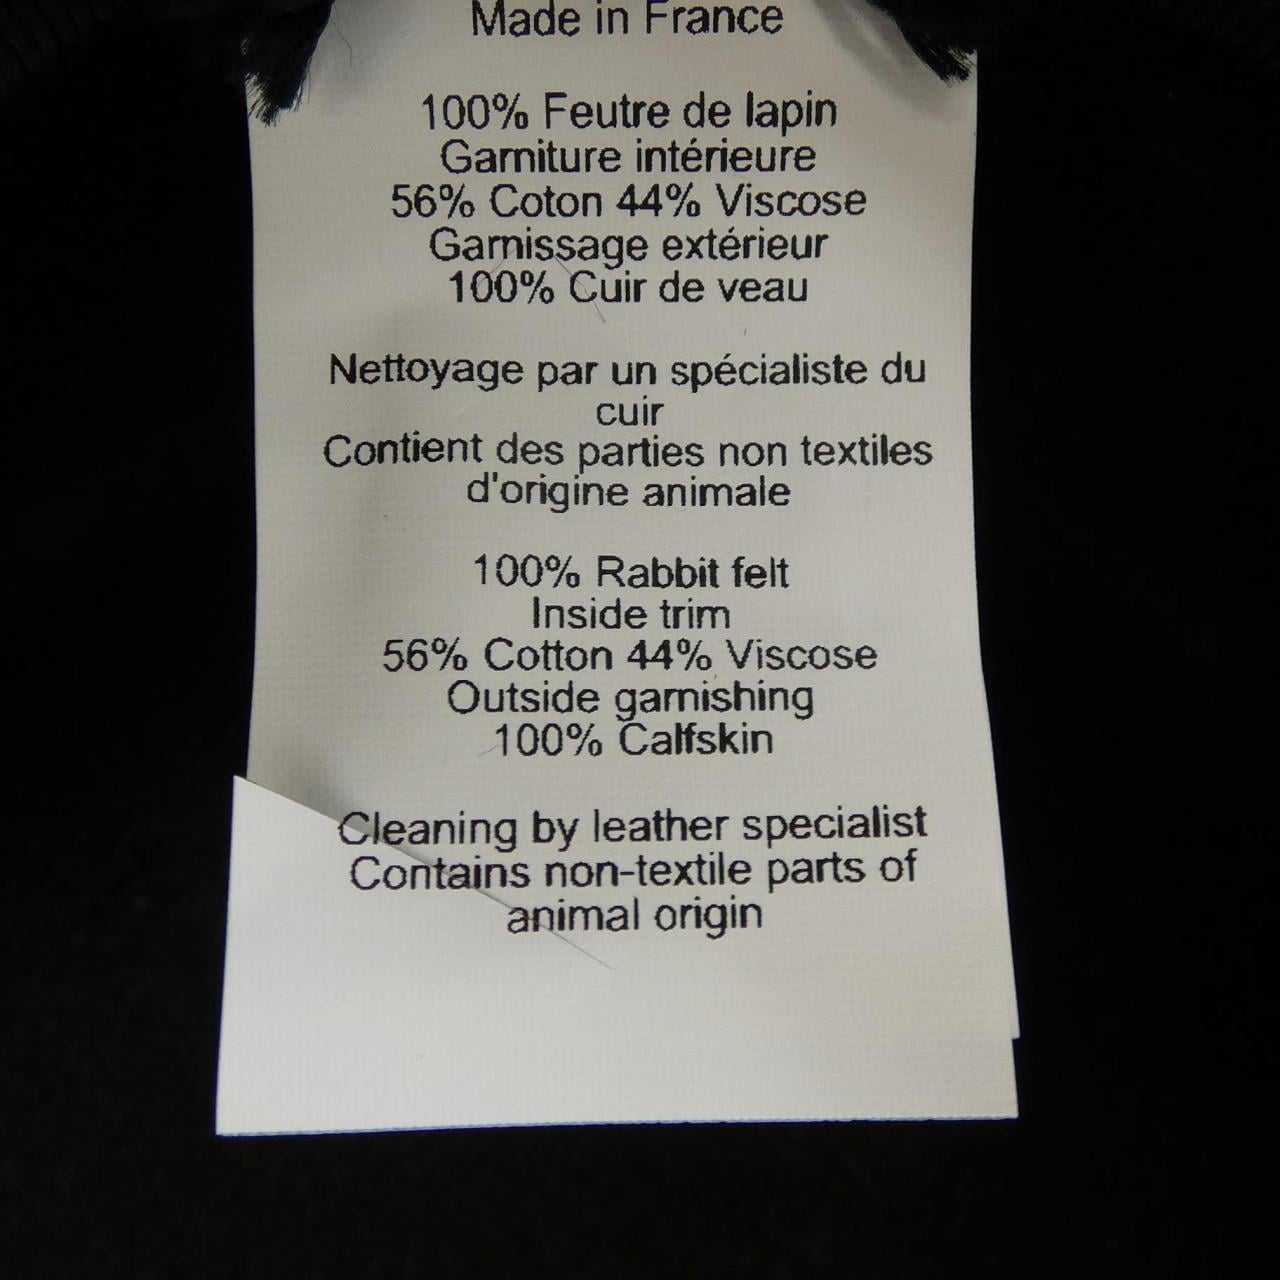 Made in France
100% Feutre de lapin
Garniture intérieure
56% Coton 44% Viscose
Garnissage extérieur
100% Cuir de veau
Nettoyage par un spécialiste du
cuir
Contient des parties non textiles
d'origine animale
100% Rabbit felt
Inside trim
56% Cotton 44% Viscose
Outside garnishing
100% Calfskin
Cleaning by leather specialist
Contains non-textile parts of
animal origin